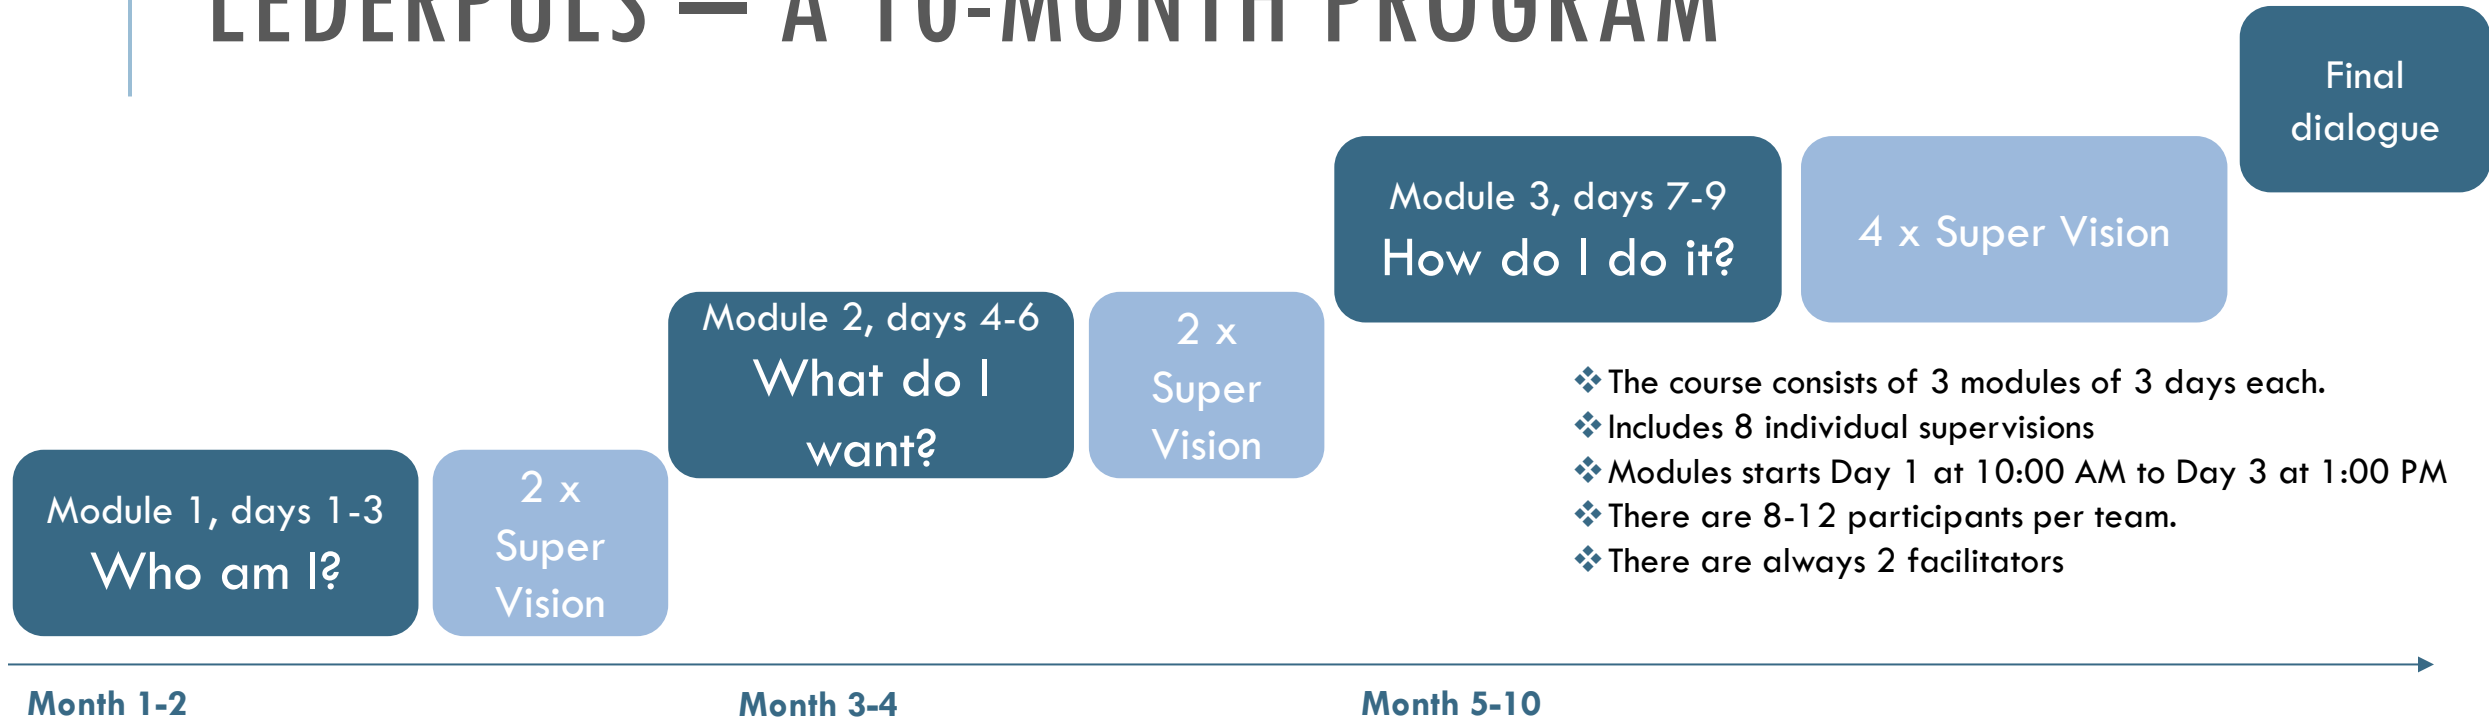 LEDERPULS – A 10-MONTH PROGRAM
Final
dialogue
Module 3, days 7-9
How do I do it?
4 x Super Vision
Module 2, days 4-6
What do I
want?
2 x
Super
Vision
Module 1, days 1-3
Who am I?
2 x
Super
Vision
❖ The course consists of 3 modules of 3 days each.
❖ Includes 8 individual supervisions
❖ Modules starts Day 1 at 10:00 AM to Day 3 at 1:00 PM
❖ There are 8-12 participants per team.
❖ There are always 2 facilitators
Month 1-2
Month 3-4
Month 5-10